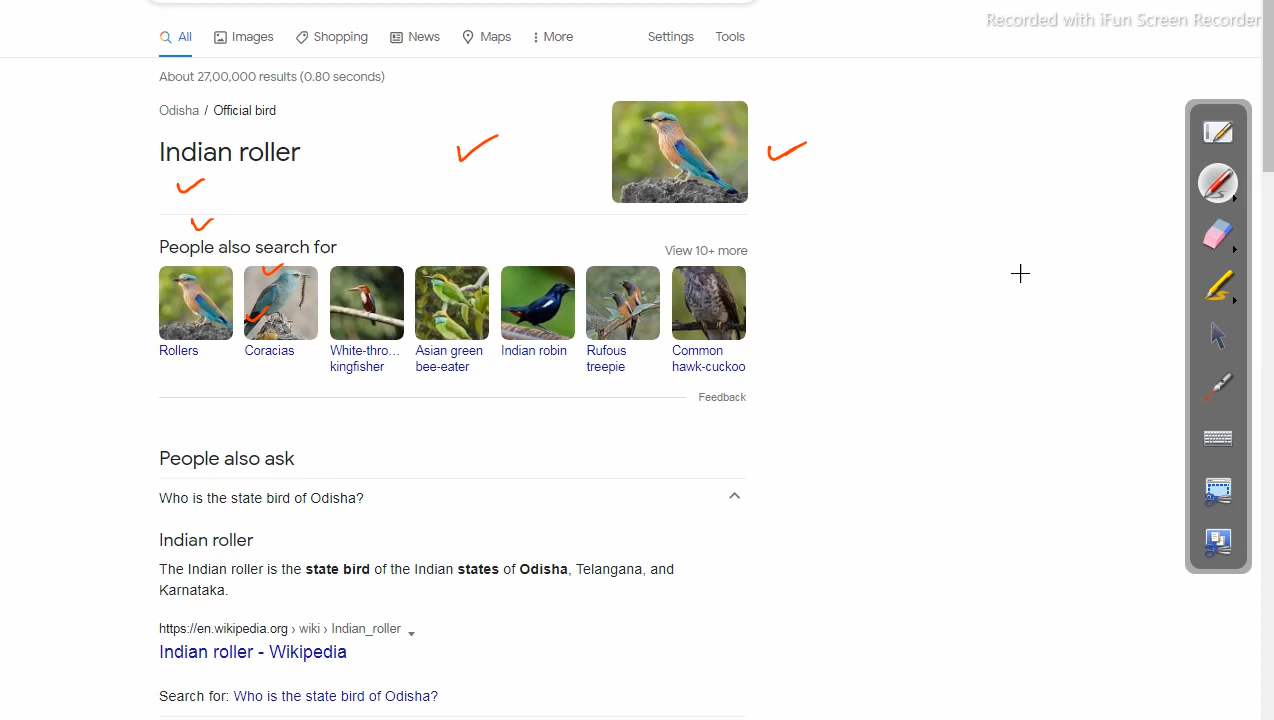 Recorded with iFun Screen Recorder
All Images Shopping News Maps More Settings Tools
About 27,00,000 results (0.80 seconds)
Odisha / Official bird
Indian roller
People also search for
View 10+ more
Rollers
Coracias
White-thro... kingfisher
Asian green bee-eater
Indian robin
Rufous treepie
Common hawk-cuckoo
Feedback
People also ask
Who is the state bird of Odisha?
Indian roller
The Indian roller is the state bird of the Indian states of Odisha, Telangana, and
Karnataka.
https://en.wikipedia.org › wiki › Indian_roller
Indian roller - Wikipedia
Search for: Who is the state bird of Odisha?